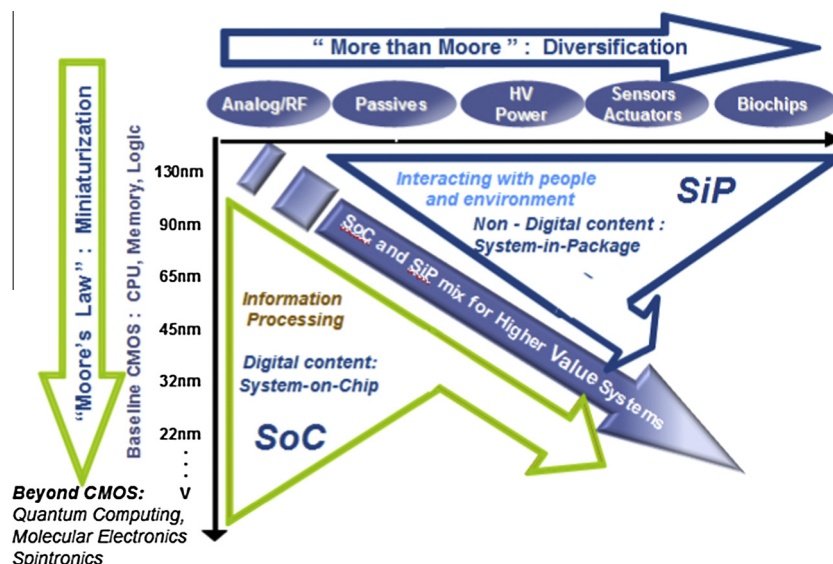 “ More than Moore ” : Diversification
Analog/RF
Passives
HV
Power
Sensors
Actuators
Biochips
“Moore’s Law” : Miniaturization
Baseline CMOS : CPU, Memory, Logic
130nm
90nm
65nm
45nm
32nm
22nm
V
Interacting with people
and environment
SiP
Non - Digital content :
System-in-Package
SoC and SiP mix for Higher Value Systems
Information
Processing
Digital content:
System-on-Chip
SoC
Beyond CMOS:
Quantum Computing,
Molecular Electronics
Spintronics